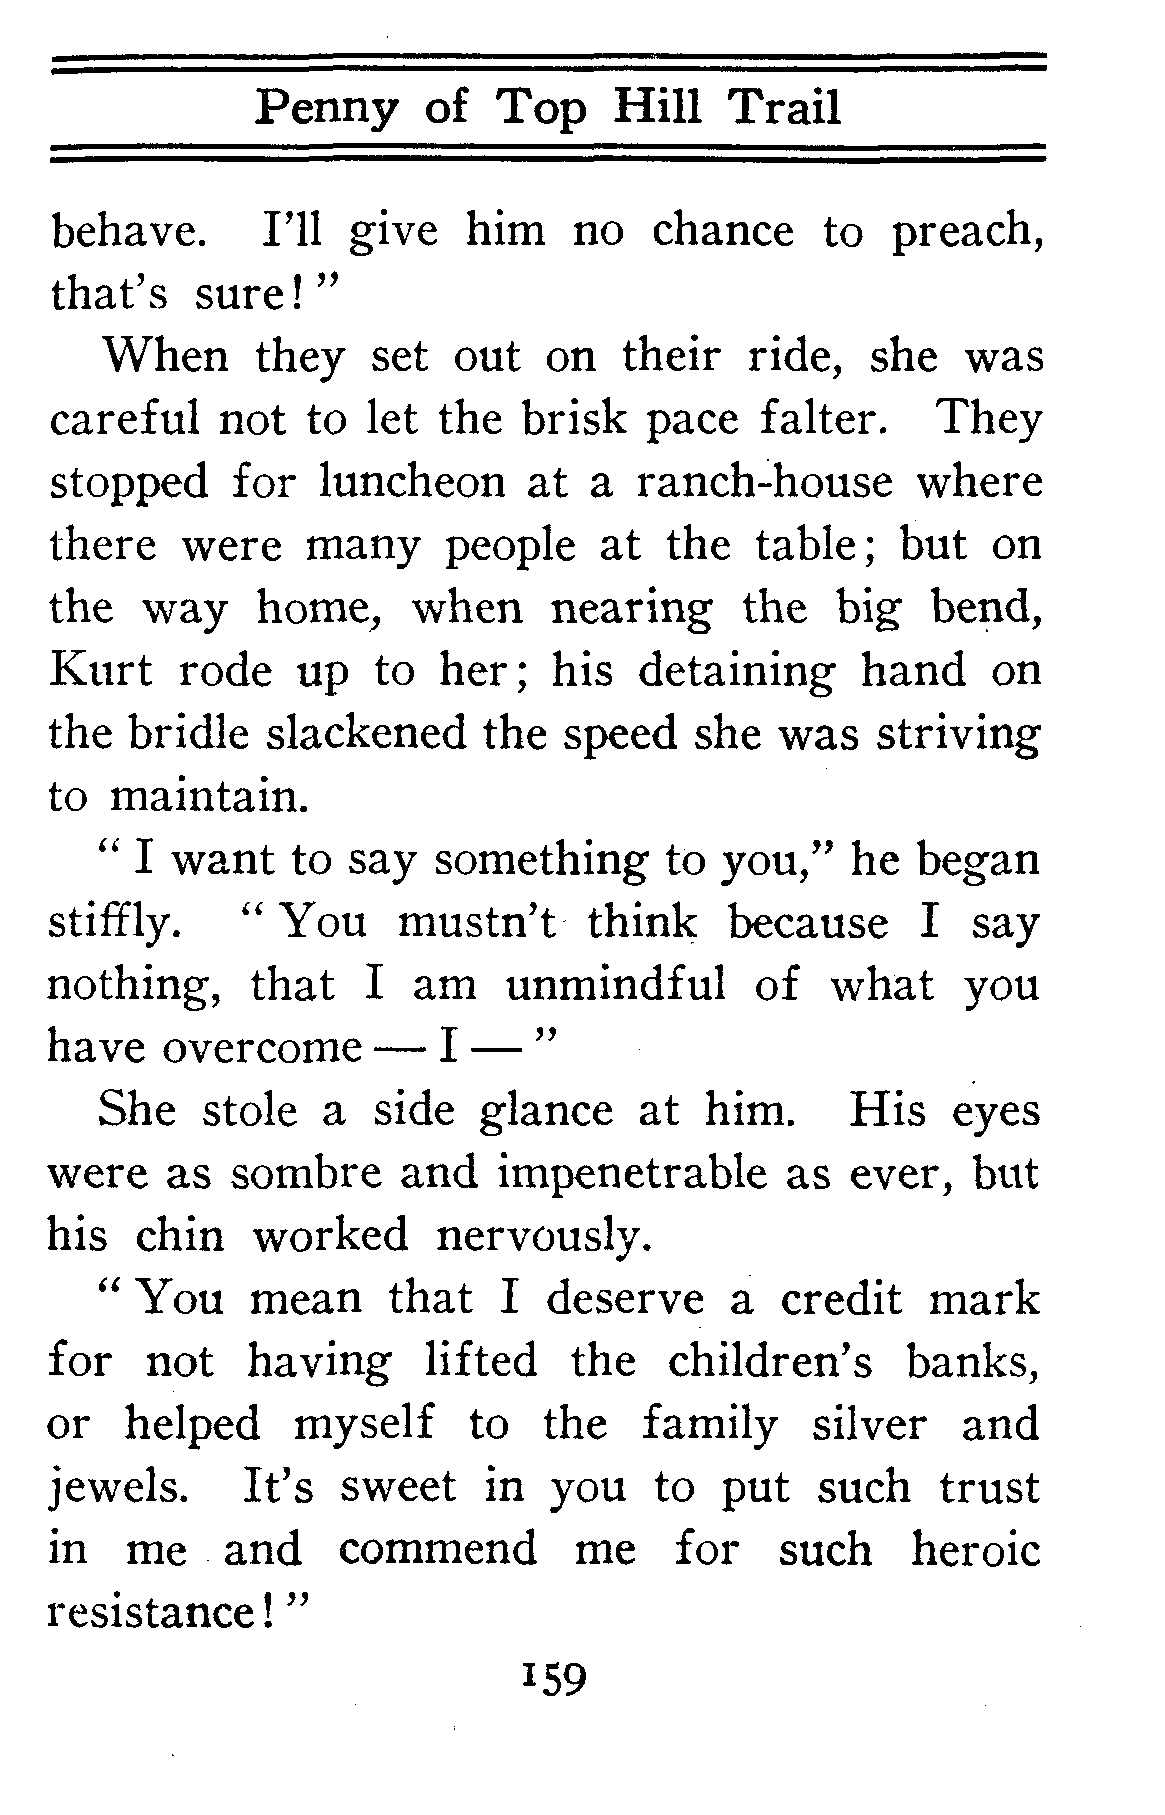 Penny of Top Hill Trail
behave. I'll give him no chance to preach,
that's sure!"
When they set out on their ride, she was
careful not to let the brisk pace falter. They
stopped for luncheon at a ranch-house where
there were many people at the table; but on
the way home, when nearing the big bend,
Kurt rode up to her; his detaining hand on
the bridle slackened the speed she was striving
to maintain.
"I want to say something to you," he began
stiffly. "You mustn't think because I say
nothing, that I am unmindful of what you
have overcome — I — "
She stole a side glance at him. His eyes
were as sombre and impenetrable as ever, but
his chin worked nervously.
"You mean that I deserve a credit mark
for not having lifted the children's banks,
or helped myself to the family silver and
jewels. It's sweet in you to put such trust
in me and commend me for such heroic
resistance!"
159